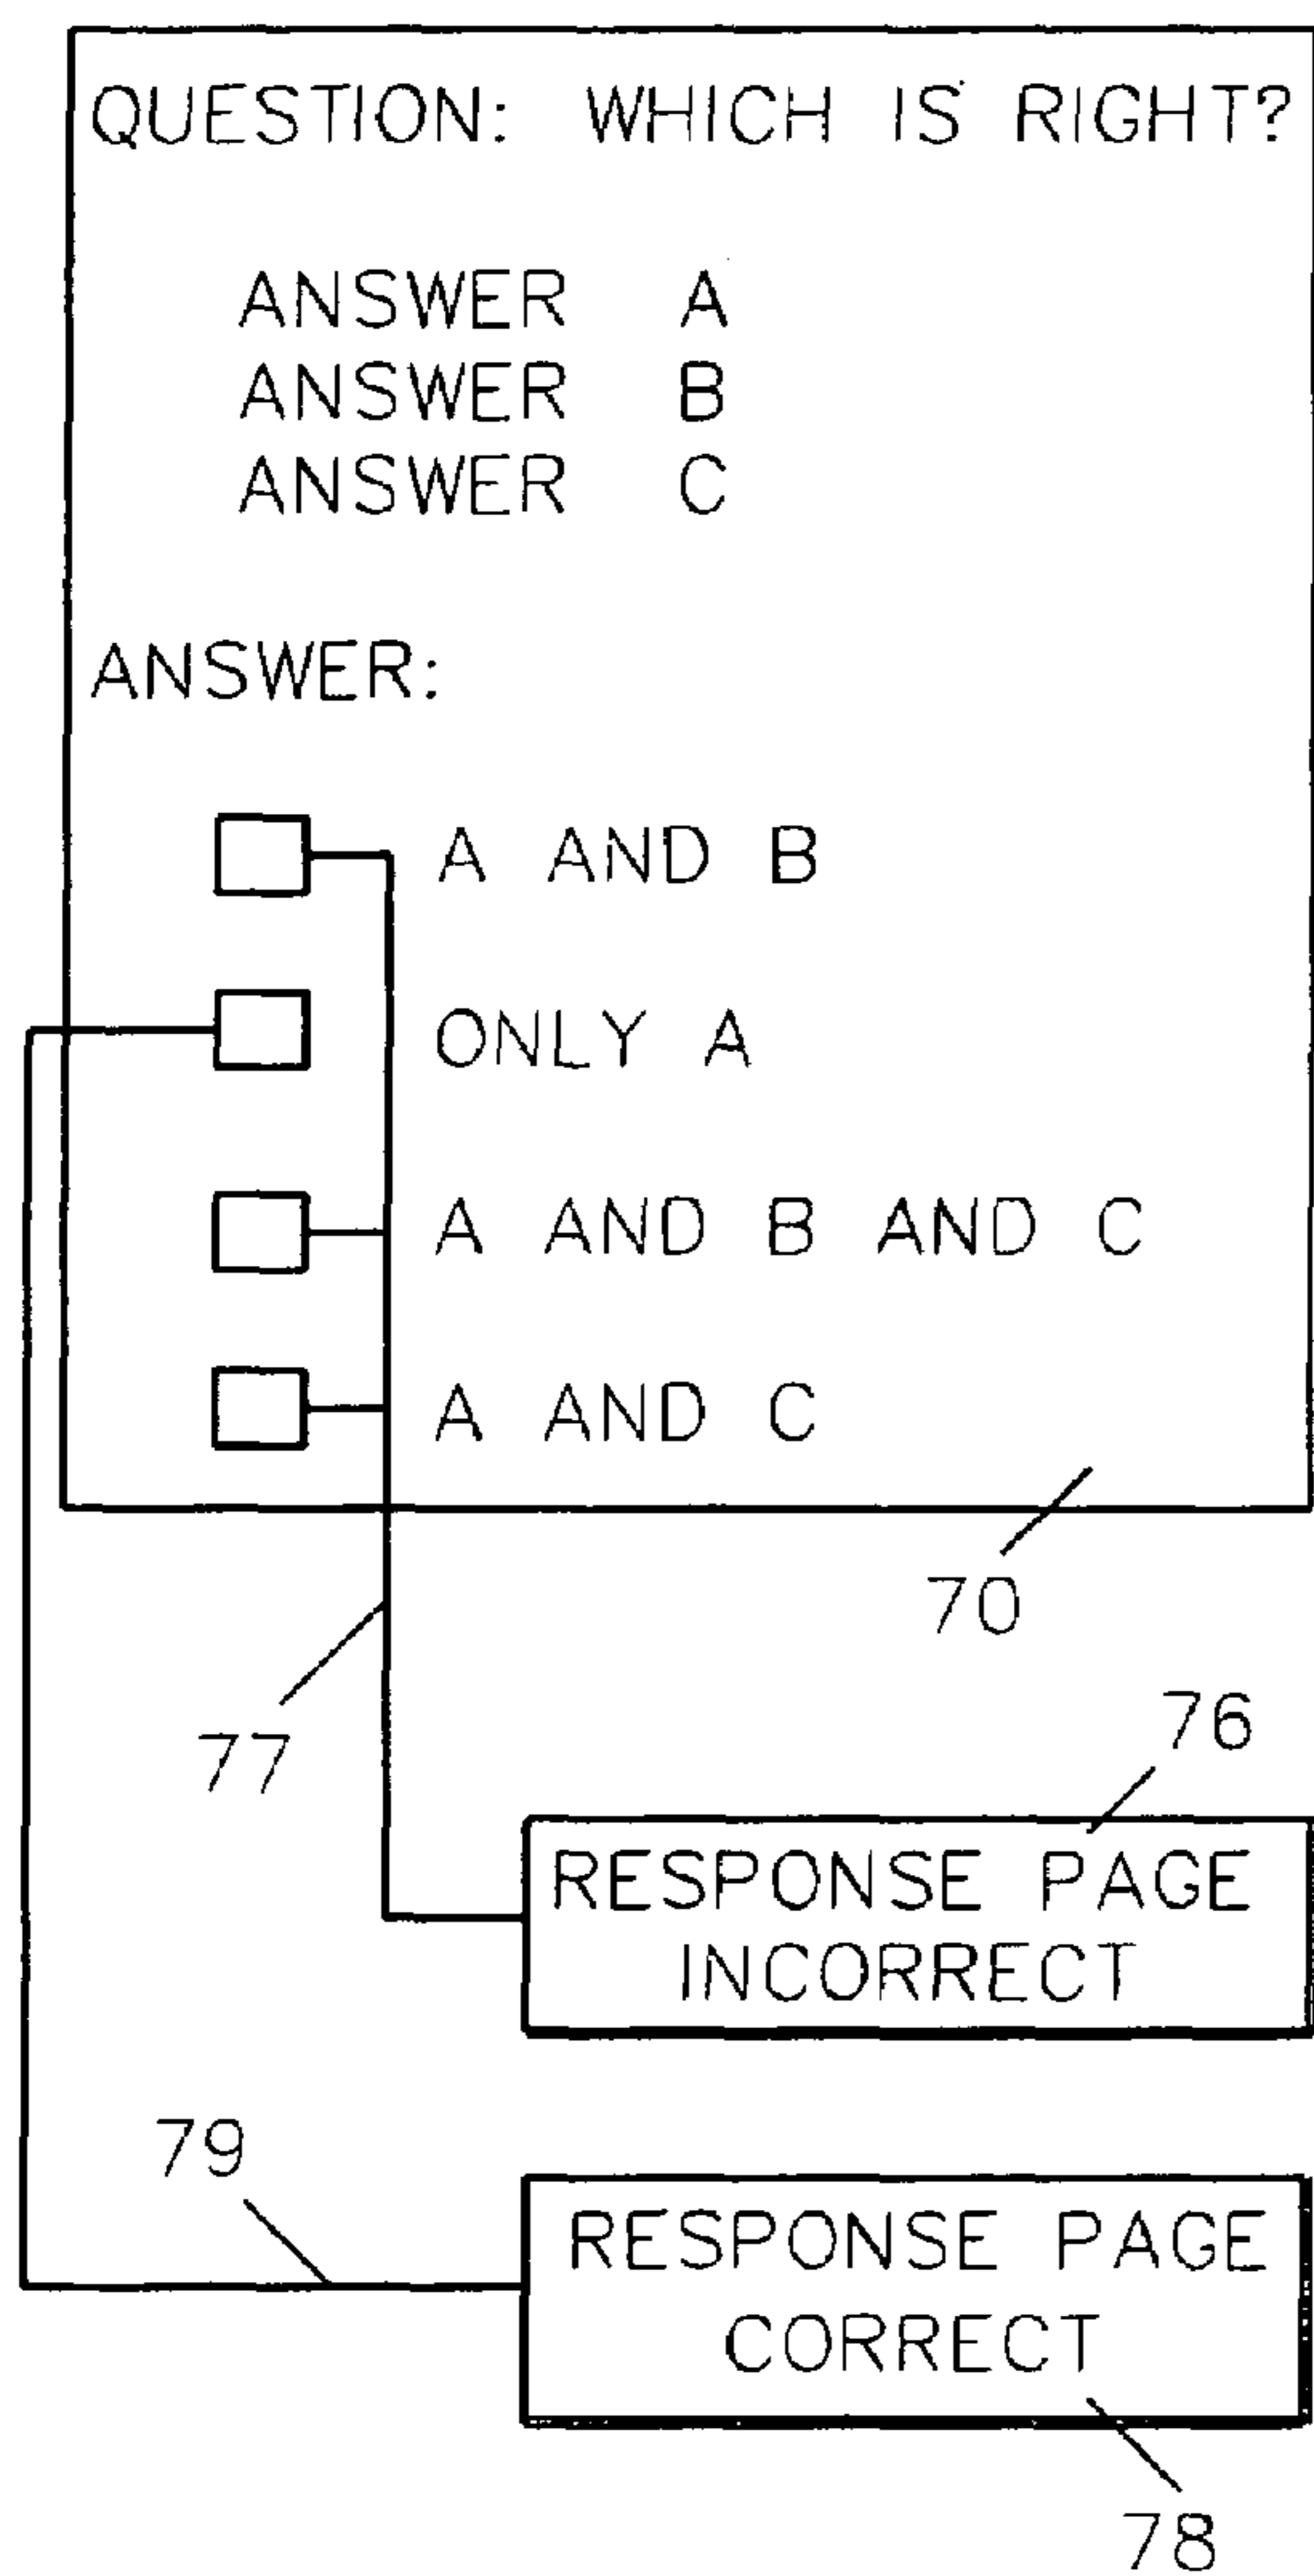 QUESTION: WHICH IS RIGHT?
ANSWER A
ANSWER B
ANSWER C
ANSWER:
A AND B
ONLY A
A AND B AND C
A AND C
70
77
76
RESPONSE PAGE
INCORRECT
79
RESPONSE PAGE
CORRECT
78